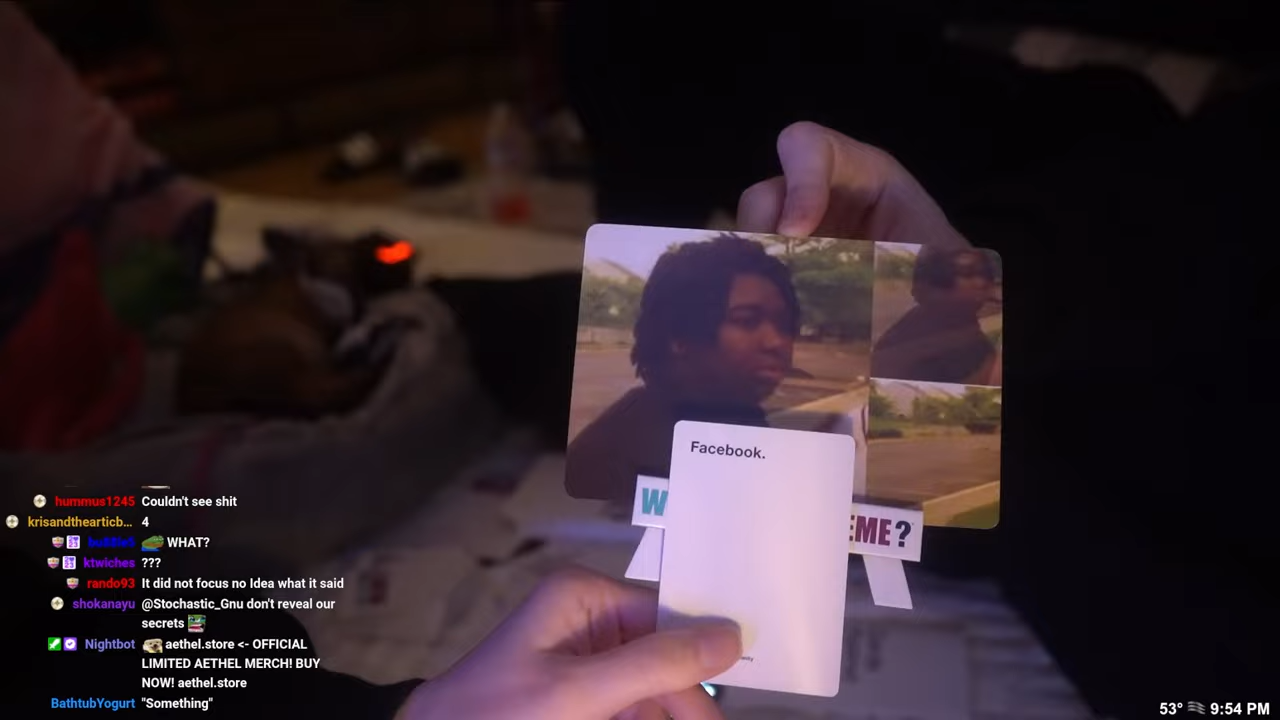 Facebook.
W
EME?
hummus1245 Couldn't see shit
krisandthearticb... 4
WHAT?
ktwiches ???
rando93 It did not focus no Idea what it said
shokanayu @Stochastic_Gnu don't reveal our
secrets
Nightbot aethel.store <- OFFICIAL
LIMITED AETHEL MERCH! BUY
NOW! aethel.store
BathtubYogurt "Something"
53° 9:54 PM